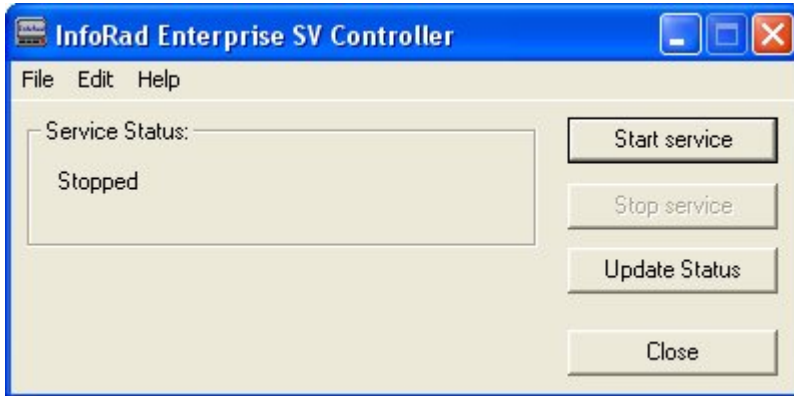 InfoRad Enterprise SV Controller
File Edit Help
Service Status:
Stopped
Start service
Stop service
Update Status
Close